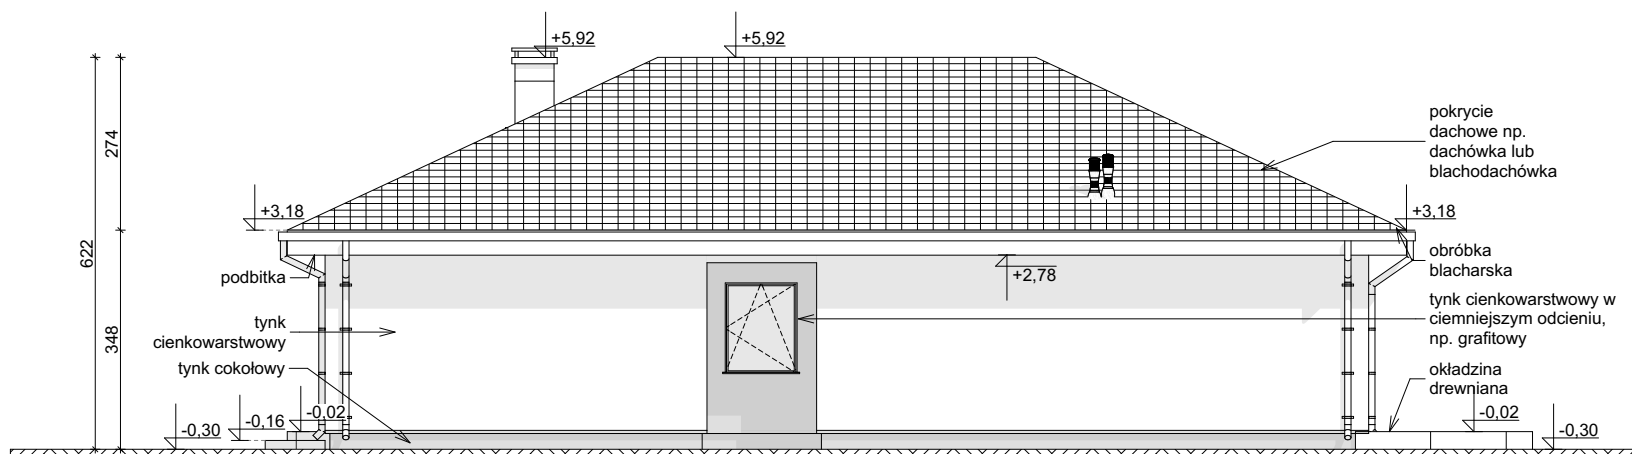 +5,92
+5,92
pokrycie
dachowe np.
dachówka lub
blachodachówka
274
+3,18
+3,18
622
podbitka
+2,78
obróbka
blacharska
tynk
cienkowarstwowy
tynk cienkowarstwowy w
ciemniejszym odcieniu,
np. grafitowy
348
tynk cokołowy
okładzina
drewniana
-0,02
-0,16
-0,30
-0,02
-0,30